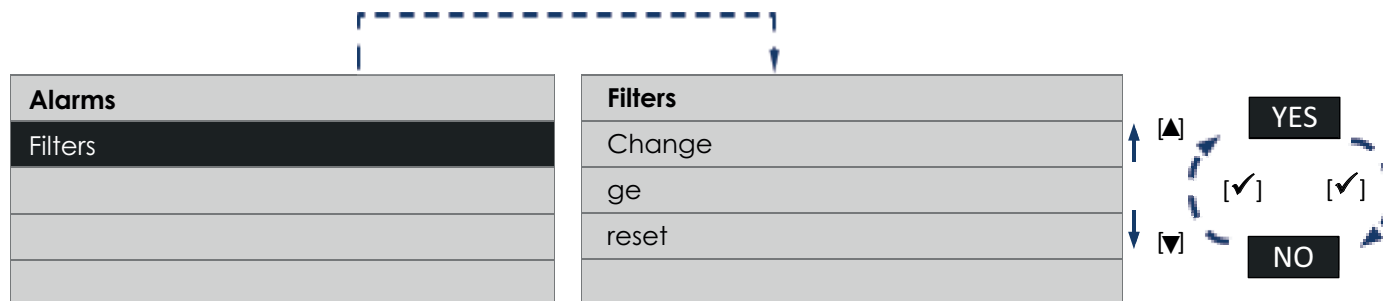 Alarms
Filters
Filters
Change
ge
reset
[▲]
[▼]
YES
[✓] [✓]
NO